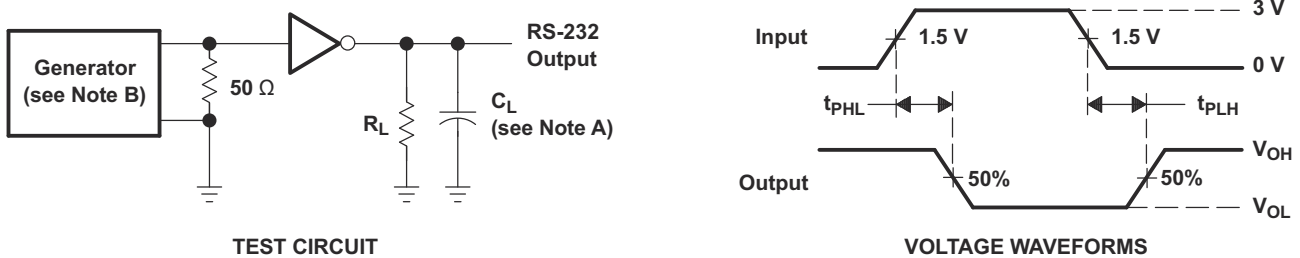 Generator
(see Note B)
50 Ω
R_L
C_L
(see Note A)
RS-232
Output
TEST CIRCUIT
Input
1.5 V
1.5 V
3 V
0 V
t_PHL
t_PLH
Output
50%
50%
V_OH
V_OL
VOLTAGE WAVEFORMS